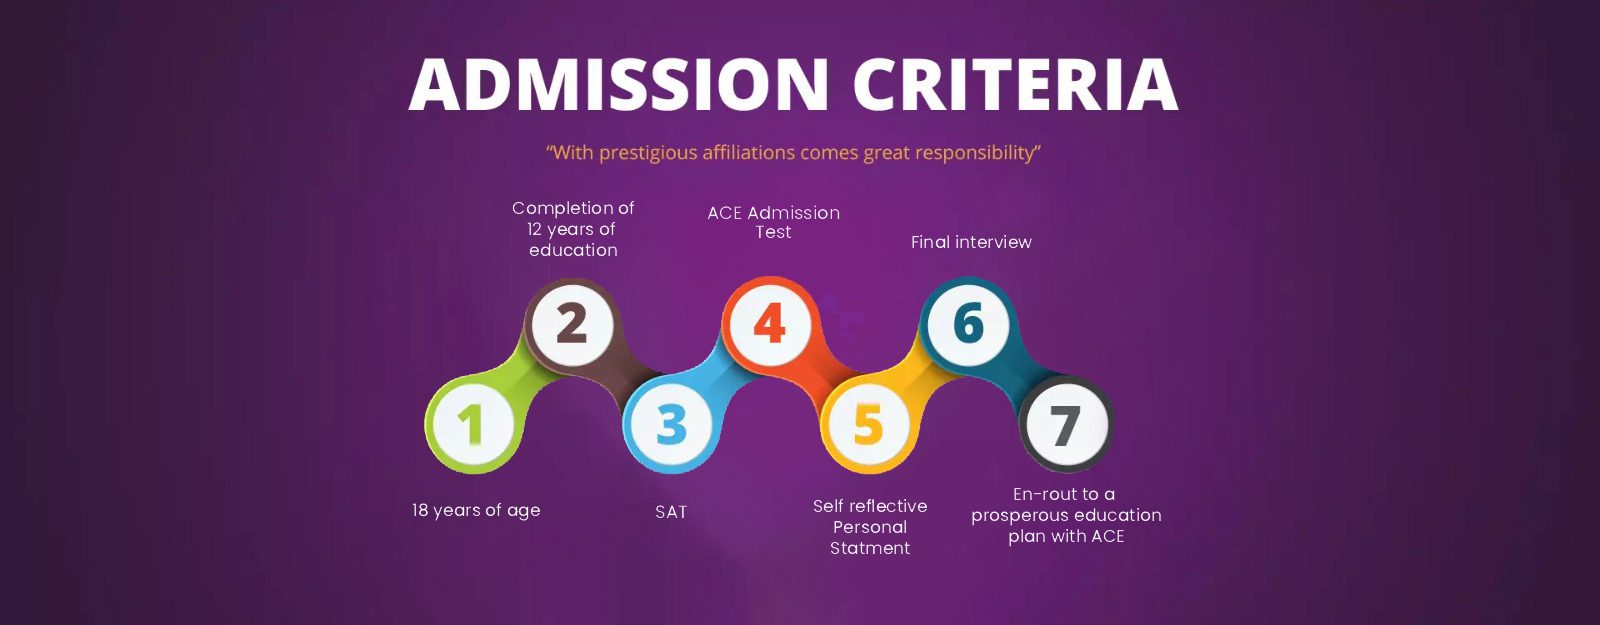 ADMISSION CRITERIA
“With prestigious affiliations comes great responsibility”
Completion of
12 years of
education
ACE Admission
Test
Final interview
2
4
6
1
3
5
7
18 years of age
SAT
Self reflective
Personal
Statment
En-rout to a
prosperous education
plan with ACE